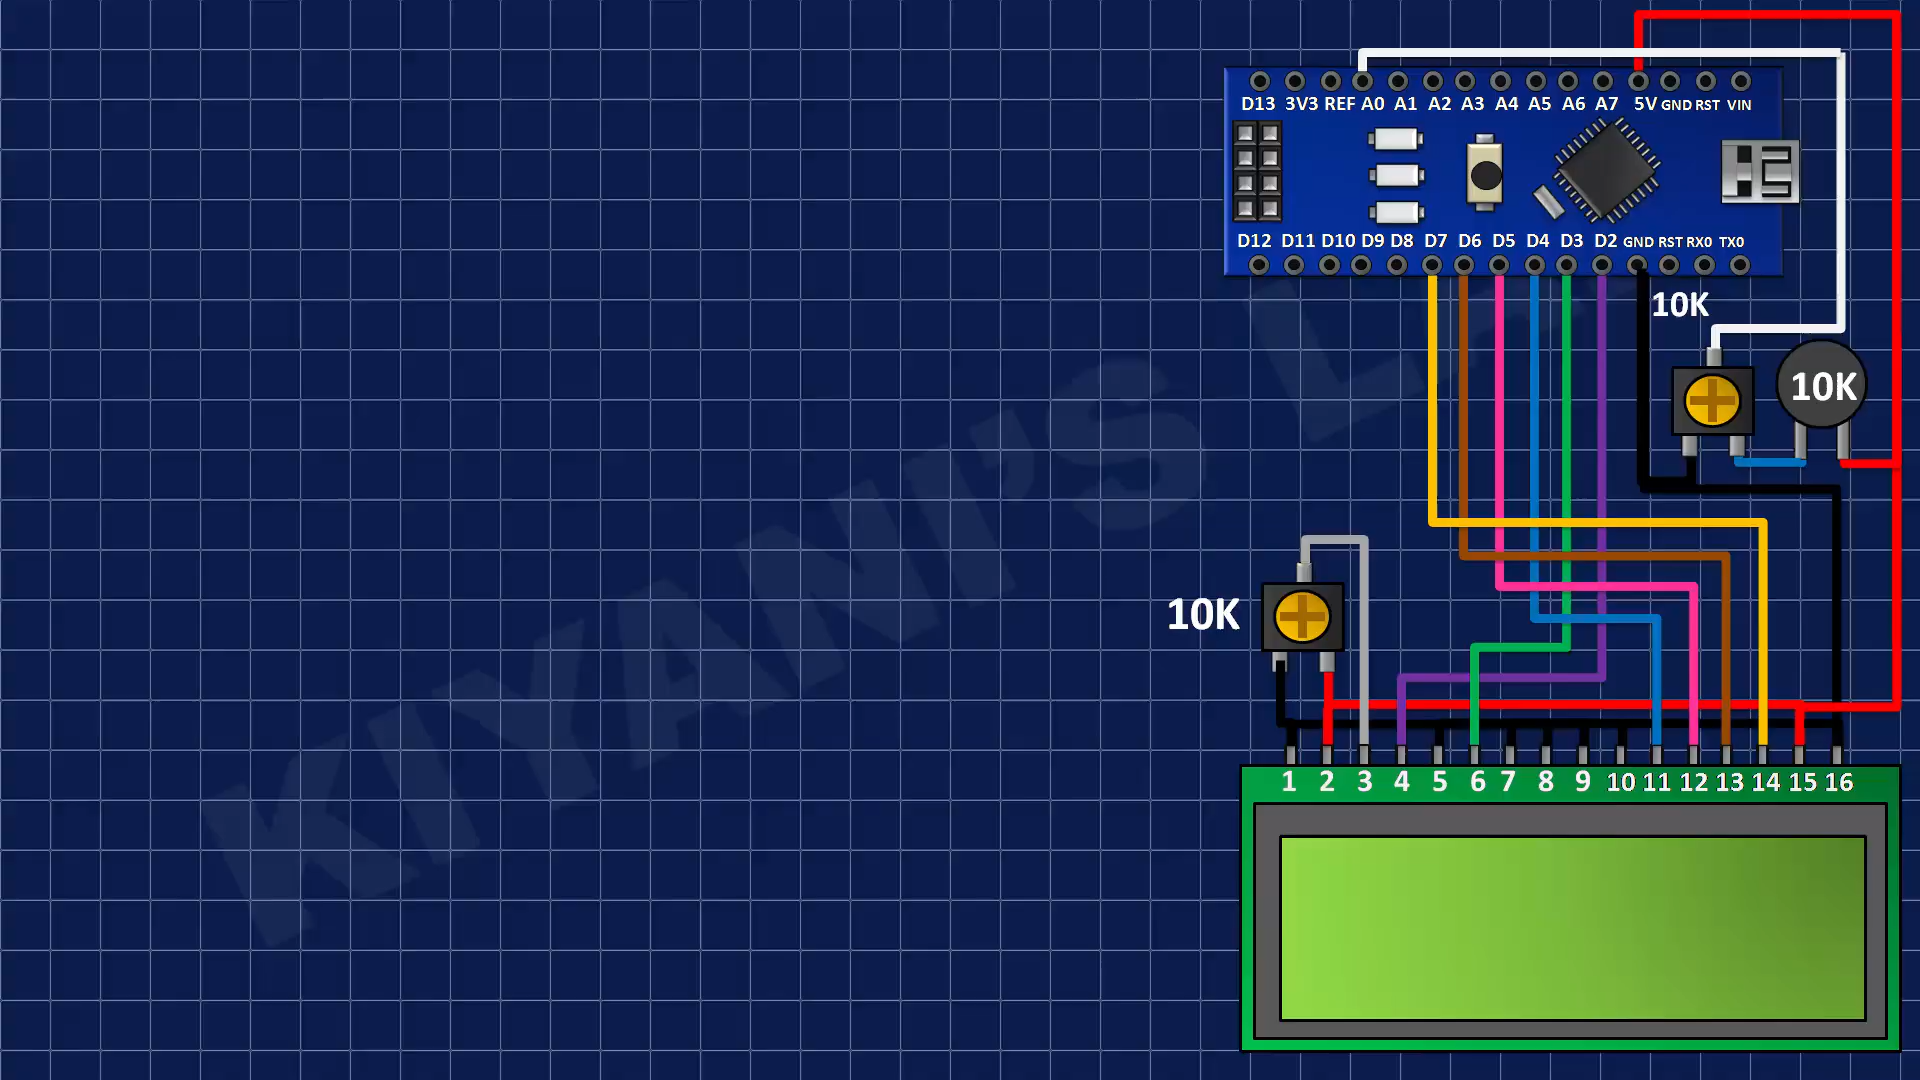 D13 3V3 REF A0 A1 A2 A3 A4 A5 A6 A7 5V GND RST VIN
D12 D11 D10 D9 D8 D7 D6 D5 D4 D3 D2 GND RST RX0 TX0
10K
10K
10K
KIYANI'S LAB
1 2 3 4 5 6 7 8 9 10 11 12 13 14 15 16